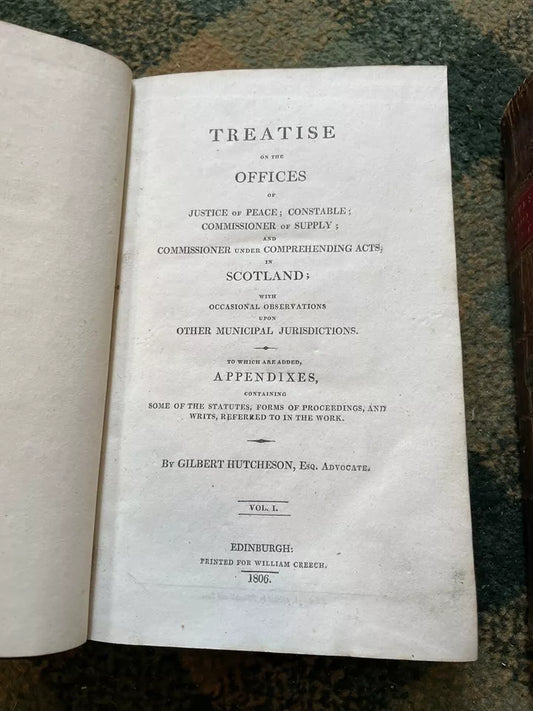 TREATISE
ON THE
OFFICES
OF
JUSTICE OF PEACE; CONSTABLE;
COMMISSIONER OF SUPPLY;
AND
COMMISSIONER UNDER COMPREHENDING ACTS;
IN
SCOTLAND;
WITH
OCCASIONAL OBSERVATIONS
UPON
OTHER MUNICIPAL JURISDICTIONS.
TO WHICH ARE ADDED,
APPENDIXES,
CONTAINING
SOME OF THE STATUTES, FORMS OF PROCEEDINGS, AND
WRITS, REFERRED TO IN THE WORK.
BY GILBERT HUTCHESON, ESQ. ADVOCATE.
VOL. I.
EDINBURGH:
PRINTED FOR WILLIAM CREECH.
1806.